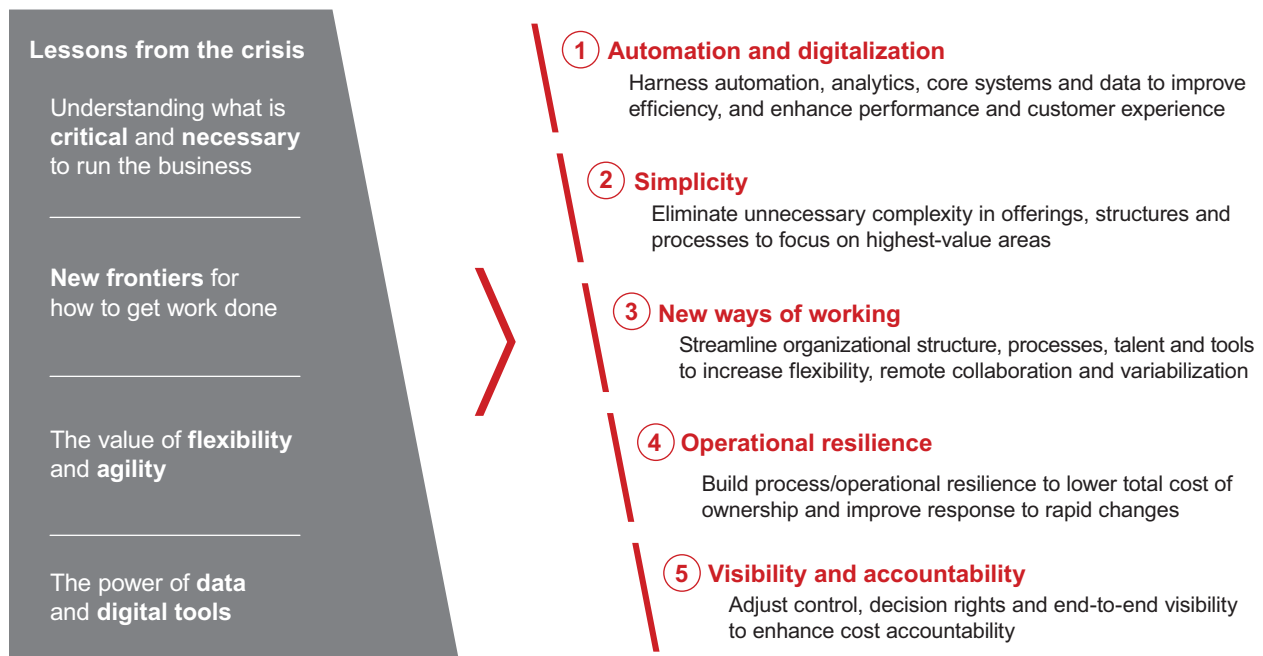 Lessons from the crisis
Understanding what is
critical and necessary
to run the business
New frontiers for
how to get work done
The value of flexibility
and agility
The power of data
and digital tools
1 Automation and digitalization
Harness automation, analytics, core systems and data to improve
efficiency, and enhance performance and customer experience
2 Simplicity
Eliminate unnecessary complexity in offerings, structures and
processes to focus on highest-value areas
3 New ways of working
Streamline organizational structure, processes, talent and tools
to increase flexibility, remote collaboration and variabilization
4 Operational resilience
Build process/operational resilience to lower total cost of
ownership and improve response to rapid changes
5 Visibility and accountability
Adjust control, decision rights and end-to-end visibility
to enhance cost accountability